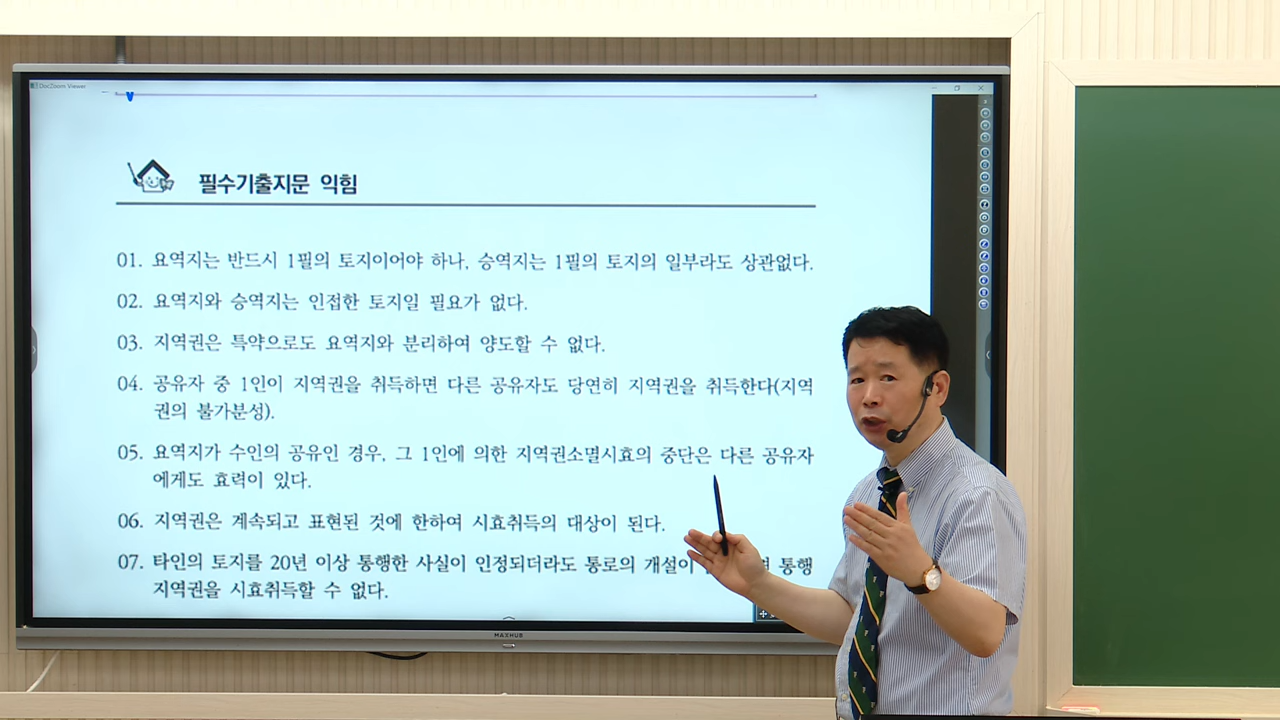 DocZoom Viewer
필수기출지문 익힘
01. 요역지는 반드시 1필의 토지이어야 하나, 승역지는 1필의 토지의 일부라도 상관없다.
02. 요역지와 승역지는 인접한 토지일 필요가 없다.
03. 지역권은 특약으로도 요역지와 분리하여 양도할 수 없다.
04. 공유자 중 1인이 지역권을 취득하면 다른 공유자도 당연히 지역권을 취득한다(지역
권의 불가분성).
05. 요역지가 수인의 공유인 경우, 그 1인에 의한 지역권소멸시효의 중단은 다른 공유자
에게도 효력이 있다.
06. 지역권은 계속되고 표현된 것에 한하여 시효취득의 대상이 된다.
07. 타인의 토지를 20년 이상 통행한 사실이 인정되더라도 통로의 개설이 통행
지역권을 시효취득할 수 없다.
MAXHUB